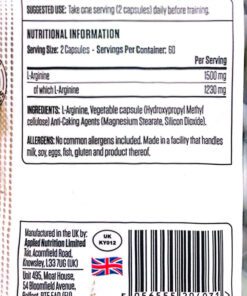 SUGGESTED USE: Take one serving (2 capsules) daily before training.
NUTRITIONAL INFORMATION
Serving Size: 2 Capsules - Servings Per Container: 60
Per Serving
L-Arginine 1500 mg
of which L-Arginine 1230 mg
INGREDIENTS: L-Arginine, Vegetable capsule (Hydroxypropyl Methyl
cellulose) Anti-Caking Agents (Magnesium Stearate, Silicon Dioxide).
ALLERGENS: No common allergens included. Made in a facility that handles
milk, soy, eggs, fish, gluten and product thereof.
Manufactured in the UK by:
Applied Nutrition Limited
Acornfield Road,
Knowsley, L33 7UG (UK)
Unit 495, Moat House,
54 Bloomfield Avenue,
UK
KY012